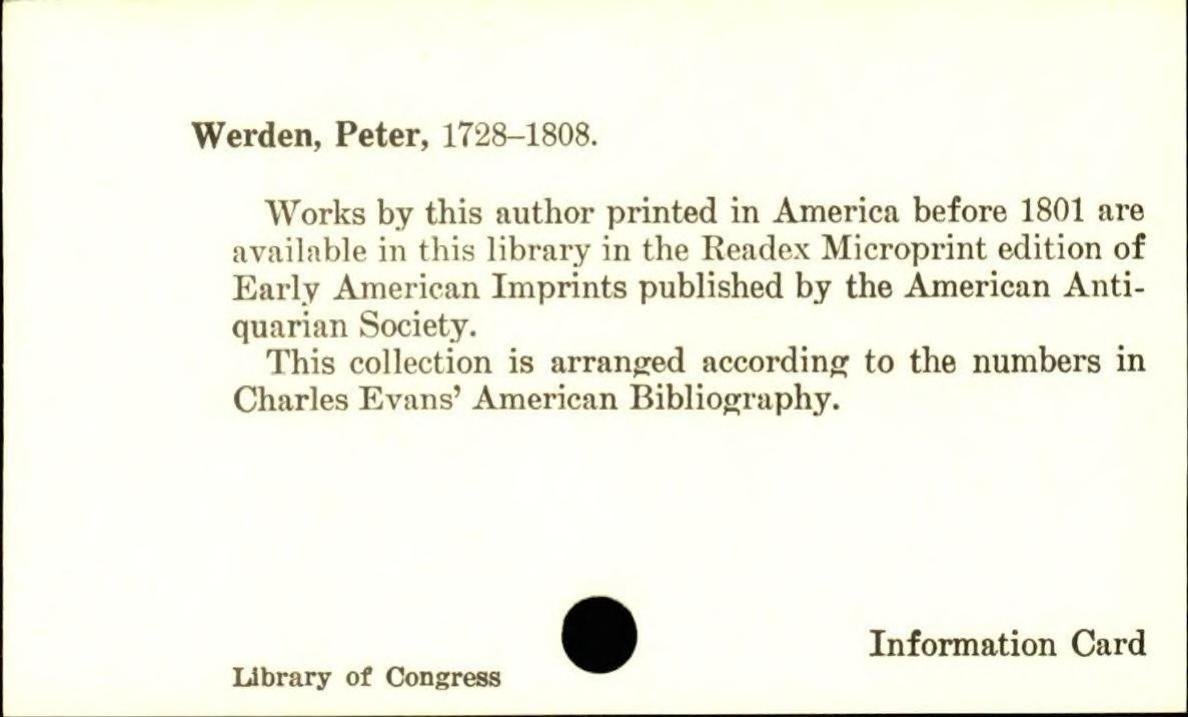 Werden, Peter, 1728–1808.
Works by this author printed in America before 1801 are
available in this library in the Readex Microprint edition of
Early American Imprints published by the American Anti-
quarian Society.
This collection is arranged according to the numbers in
Charles Evans' American Bibliography.
Information Card
Library of Congress